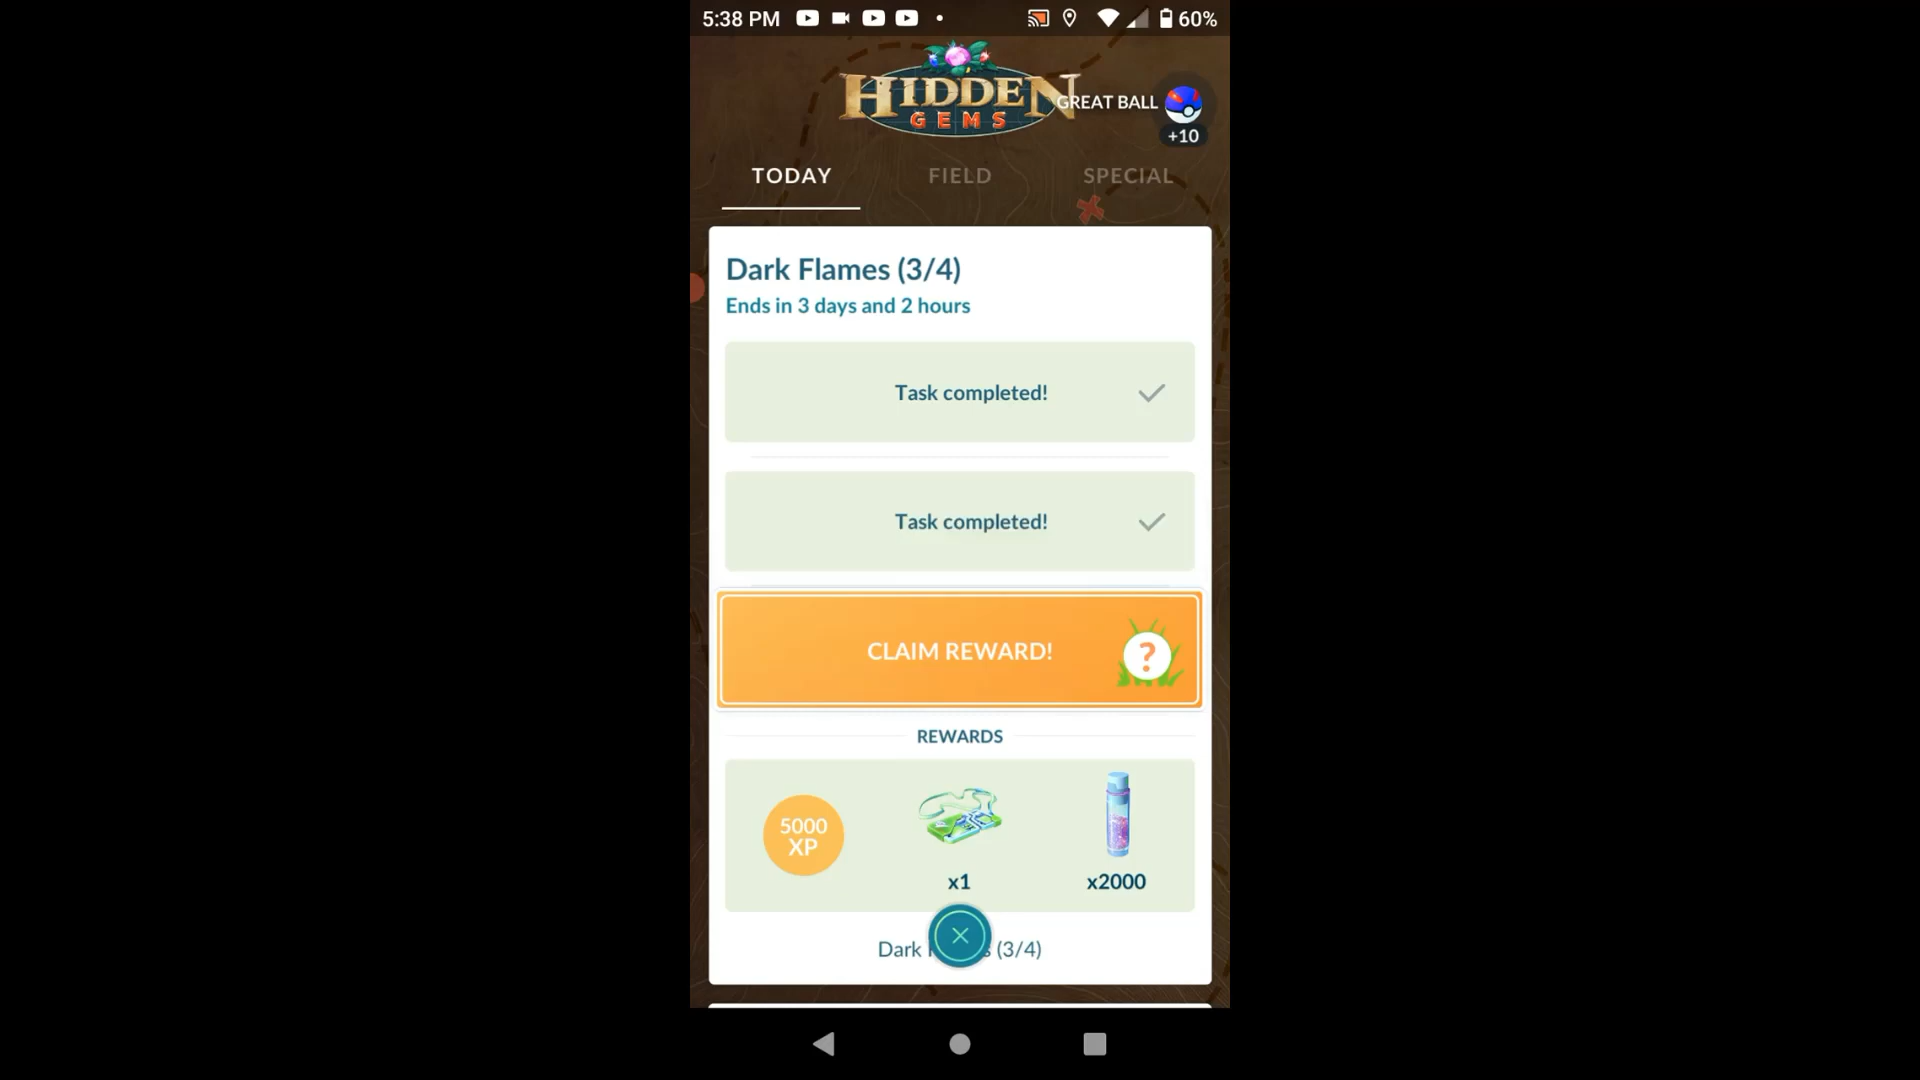 5:38 PM
60%
HIDDEN
GEMS
GREAT BALL
+10
TODAY
FIELD
SPECIAL
Dark Flames (3/4)
Ends in 3 days and 2 hours
Task completed!
Task completed!
CLAIM REWARD!
?
REWARDS
5000
XP
x1
x2000
Dark (3/4)